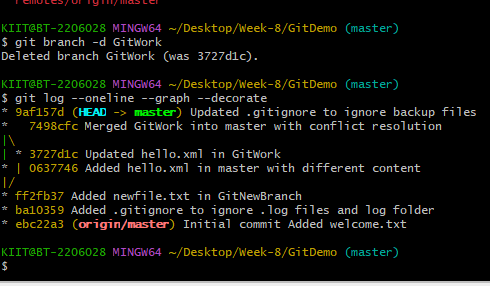 remotes/origin/master
KIIT@BT-2206028 MINGW64 ~/Desktop/Week-8/GitDemo (master)
$ git branch -d GitWork
Deleted branch GitWork (was 3727d1c).
KIIT@BT-2206028 MINGW64 ~/Desktop/Week-8/GitDemo (master)
$ git log --oneline --graph --decorate
* 9af157d (HEAD -> master) Updated .gitignore to ignore backup files
*   7498cfc Merged GitWork into master with conflict resolution
|\
| * 3727d1c Updated hello.xml in GitWork
* | 0637746 Added hello.xml in master with different content
|/
* ff2fb37 Added newfile.txt in GitNewBranch
* ba10359 Added .gitignore to ignore .log files and log folder
* ebc22a3 (origin/master) Initial commit Added welcome.txt
KIIT@BT-2206028 MINGW64 ~/Desktop/Week-8/GitDemo (master)
$